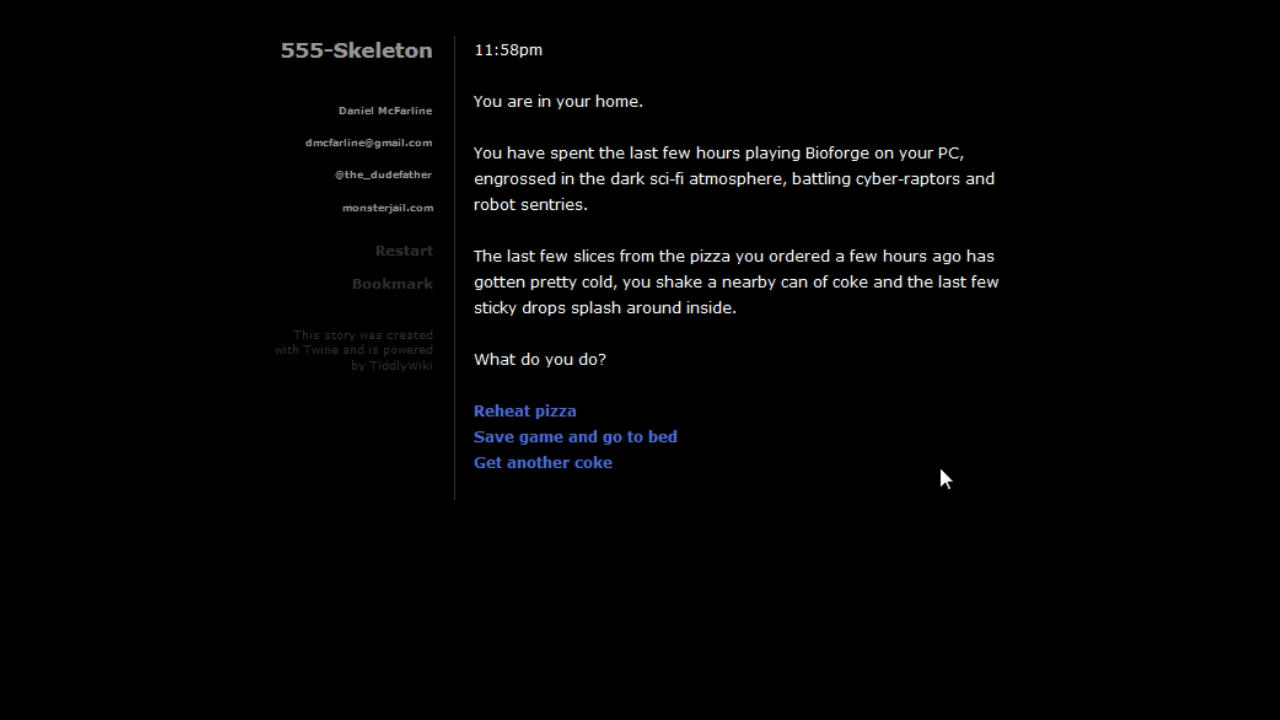 555-Skeleton
Daniel McFarline
dmcfarline@gmail.com
@the_dudefather
monsterjail.com
Restart
Bookmark
This story was created
with Twine and is powered
by TiddlyWiki
11:58pm
You are in your home.
You have spent the last few hours playing Bioforge on your PC,
engrossed in the dark sci-fi atmosphere, battling cyber-raptors and
robot sentries.
The last few slices from the pizza you ordered a few hours ago has
gotten pretty cold, you shake a nearby can of coke and the last few
sticky drops splash around inside.
What do you do?
Reheat pizza
Save game and go to bed
Get another coke